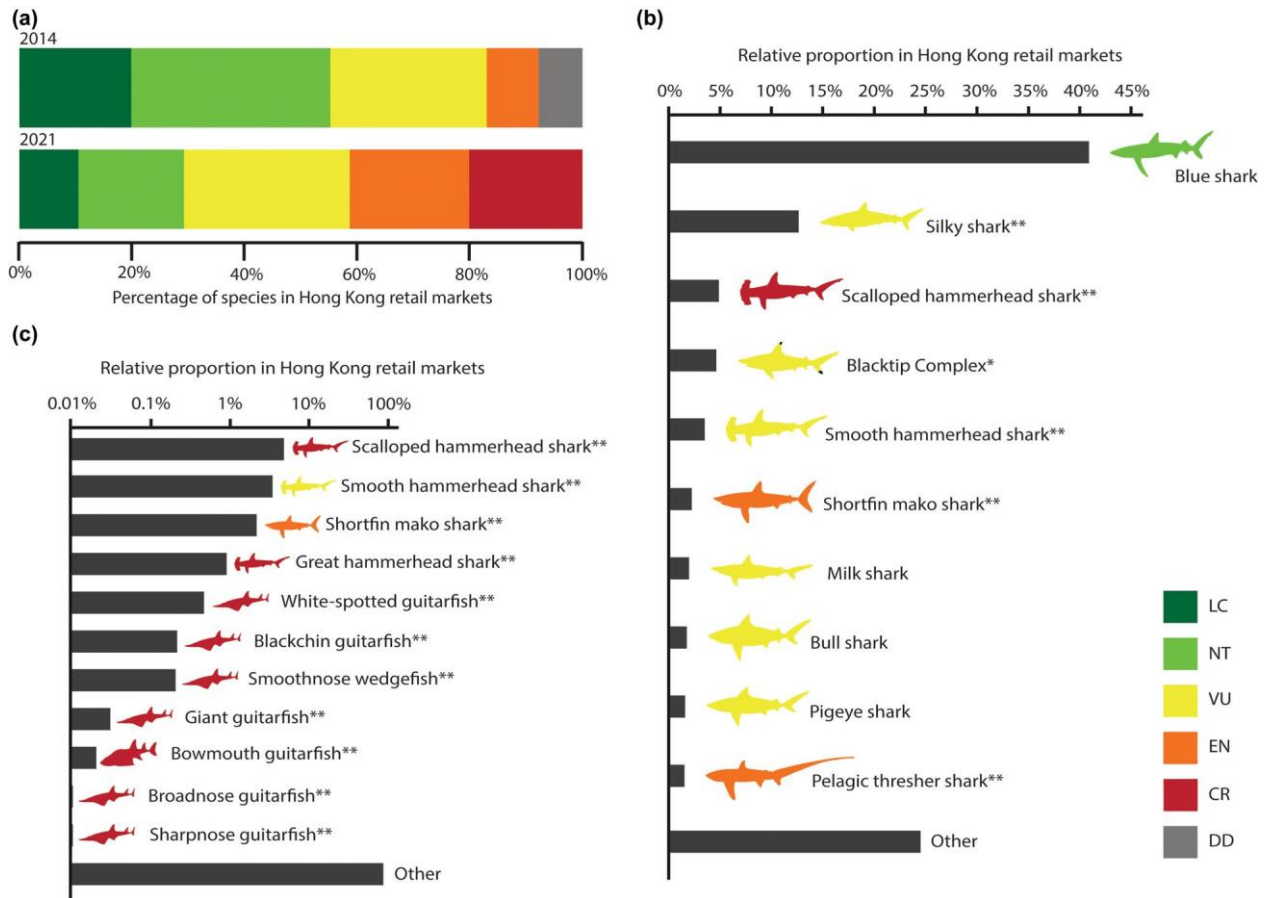 (a)
2014
2021
0% 20% 40% 60% 80% 100%
Percentage of species in Hong Kong retail markets
(b)
Relative proportion in Hong Kong retail markets
0% 5% 10% 15% 20% 25% 30% 35% 40% 45%
Blue shark
Silky shark**
Scalloped hammerhead shark**
Blacktip Complex*
Smooth hammerhead shark**
Shortfin mako shark**
Milk shark
Bull shark
Pigeye shark
Pelagic thresher shark**
Other
LC
NT
VU
EN
CR
DD
(c)
Relative proportion in Hong Kong retail markets
0.01% 0.1% 1% 10% 100%
Scalloped hammerhead shark**
Smooth hammerhead shark**
Shortfin mako shark**
Great hammerhead shark**
White-spotted guitarfish**
Blackchin guitarfish**
Smoothnose wedgefish**
Giant guitarfish**
Bowmouth guitarfish**
Broadnose guitarfish**
Sharpnose guitarfish**
Other